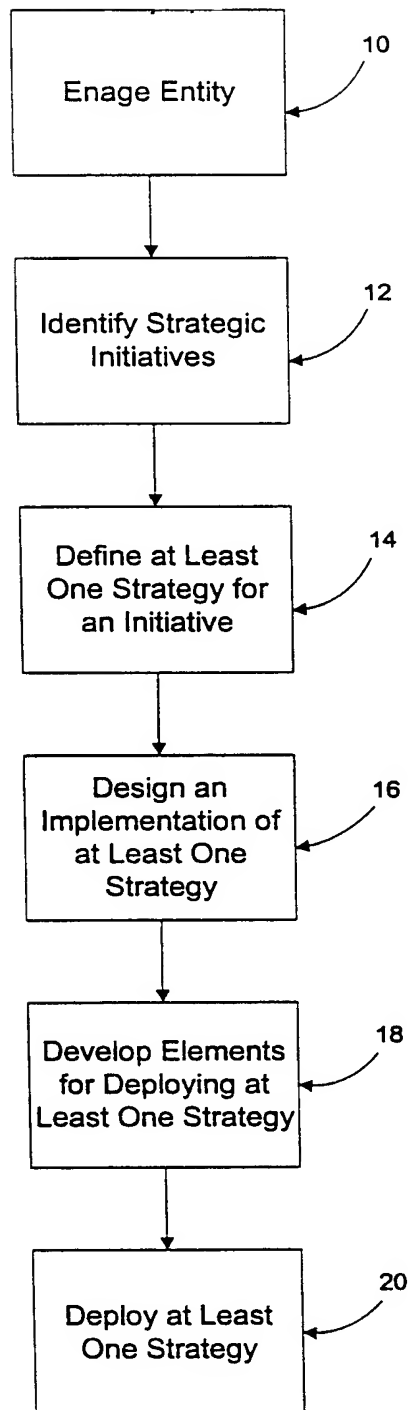 Enage Entity
10
Identify Strategic
Initiatives
12
Define at Least
One Strategy for
an Initiative
14
Design an
Implementation of
at Least One
Strategy
16
Develop Elements
for Deploying at
Least One Strategy
18
Deploy at Least
One Strategy
20